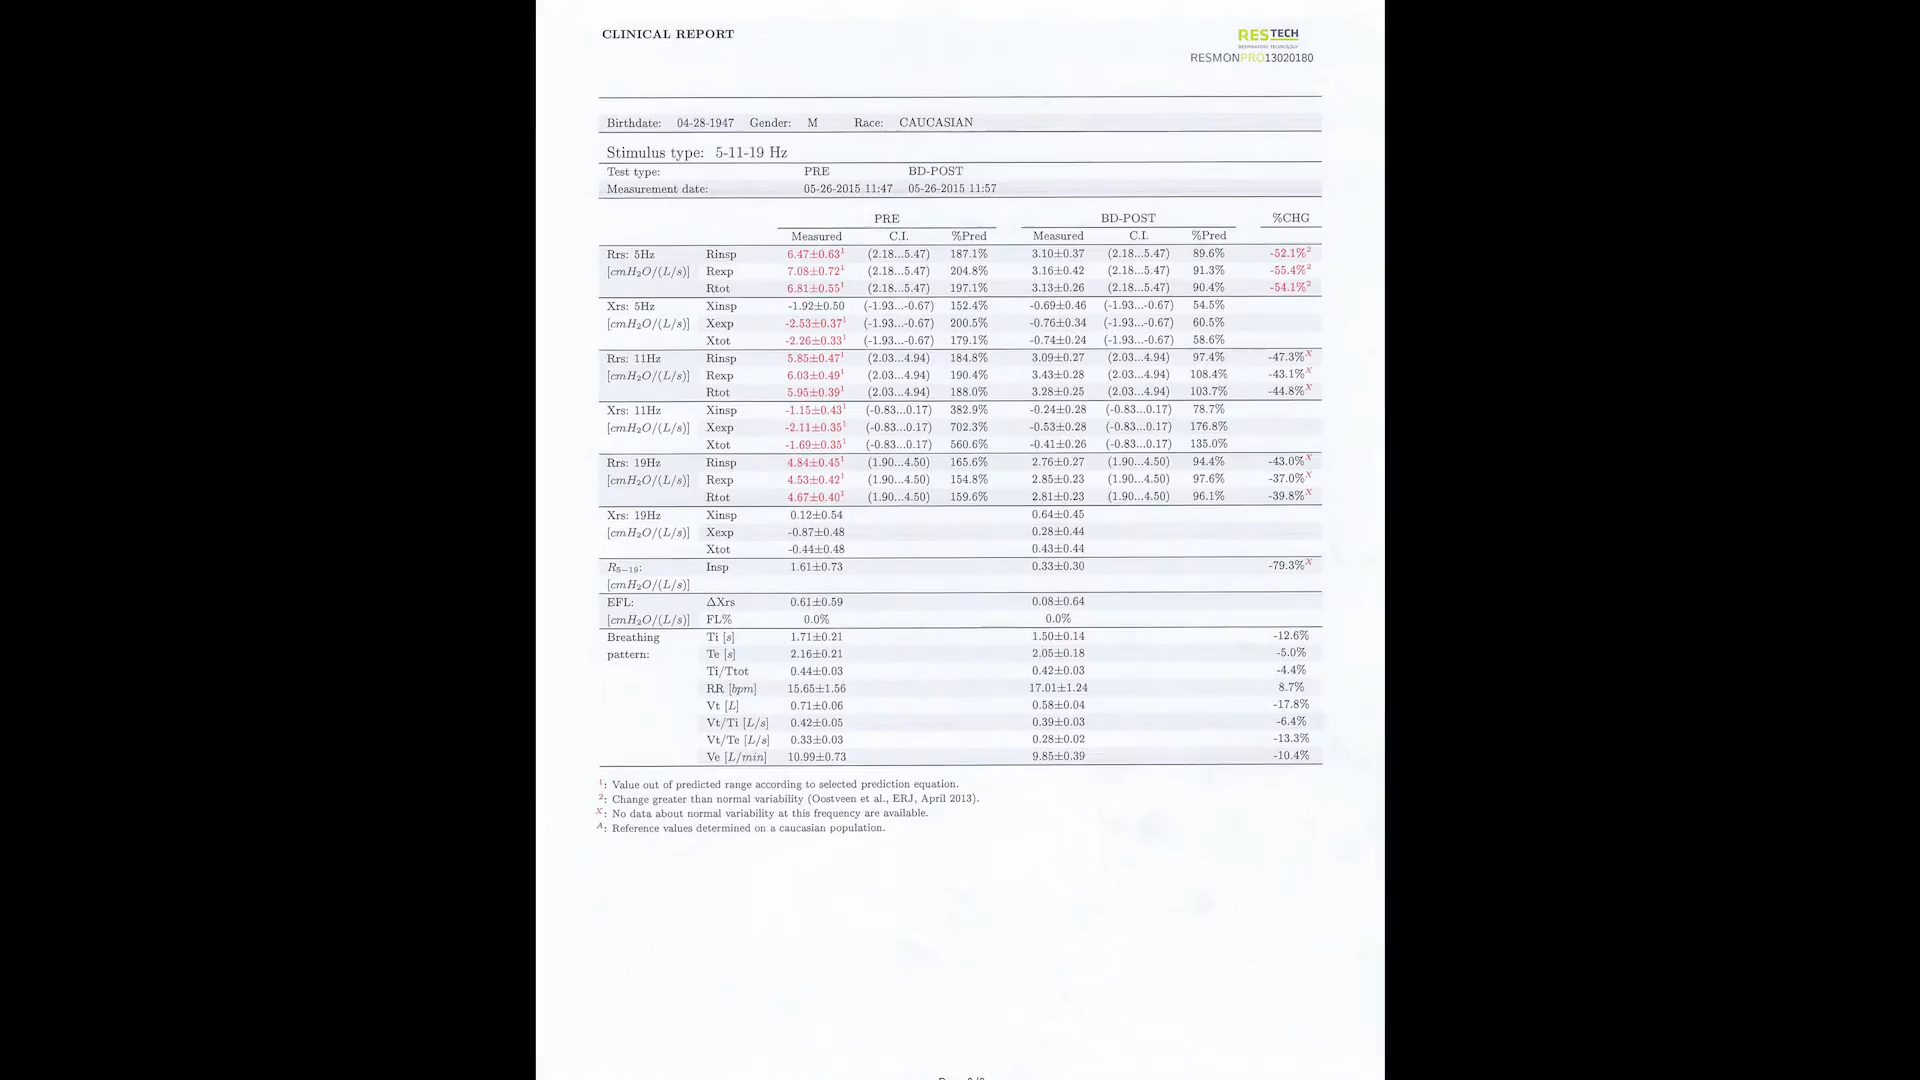 CLINICAL REPORT
RESTECH
RESPIRATORY TECHNOLOGY
RESMONPRO13020180
Birthdate: 04-28-1947 Gender: M Race: CAUCASIAN
Stimulus type: 5-11-19 Hz
Test type: PRE BD-POST
Measurement date: 05-26-2015 11:47 05-26-2015 11:57
PRE BD-POST %CHG
Measured C.I. %Pred Measured C.I. %Pred
Rrs: 5Hz Rinsp 6.47±0.63¹ (2.18...5.47) 187.1% 3.10±0.37 (2.18...5.47) 89.6% -52.1%²
[cmH₂O/(L/s)] Rexp 7.08±0.72¹ (2.18...5.47) 204.8% 3.16±0.42 (2.18...5.47) 91.3% -55.4%²
Rtot 6.81±0.55¹ (2.18...5.47) 197.1% 3.13±0.26 (2.18...5.47) 90.4% -54.1%²
Xrs: 5Hz Xinsp -1.92±0.50 (-1.93...-0.67) 152.4% -0.69±0.46 (-1.93...-0.67) 54.5%
[cmH₂O/(L/s)] Xexp -2.53±0.37¹ (-1.93...-0.67) 200.5% -0.76±0.34 (-1.93...-0.67) 60.5%
Xtot -2.26±0.33¹ (-1.93...-0.67) 179.1% -0.74±0.24 (-1.93...-0.67) 58.6%
Rrs: 11Hz Rinsp 5.85±0.47¹ (2.03...4.94) 184.8% 3.09±0.27 (2.03...4.94) 97.4% -47.3%ˣ
[cmH₂O/(L/s)] Rexp 6.03±0.49¹ (2.03...4.94) 190.4% 3.43±0.28 (2.03...4.94) 108.4% -43.1%ˣ
Rtot 5.95±0.39¹ (2.03...4.94) 188.0% 3.28±0.25 (2.03...4.94) 103.7% -44.8%ˣ
Xrs: 11Hz Xinsp -1.15±0.43¹ (-0.83...0.17) 382.9% -0.24±0.28 (-0.83...0.17) 78.7%
[cmH₂O/(L/s)] Xexp -2.11±0.35¹ (-0.83...0.17) 702.3% -0.53±0.28 (-0.83...0.17) 176.8%
Xtot -1.69±0.35¹ (-0.83...0.17) 560.6% -0.41±0.26 (-0.83...0.17) 135.0%
Rrs: 19Hz Rinsp 4.84±0.45¹ (1.90...4.50) 165.6% 2.76±0.27 (1.90...4.50) 94.4% -43.0%ˣ
[cmH₂O/(L/s)] Rexp 4.53±0.42¹ (1.90...4.50) 154.8% 2.85±0.23 (1.90...4.50) 97.6% -37.0%ˣ
Rtot 4.67±0.40¹ (1.90...4.50) 159.6% 2.81±0.23 (1.90...4.50) 96.1% -39.8%ˣ
Xrs: 19Hz Xinsp 0.12±0.54 0.64±0.45
[cmH₂O/(L/s)] Xexp -0.87±0.48 0.28±0.44
Xtot -0.44±0.48 0.43±0.44
R₅₋₁₉: Insp 1.61±0.73 0.33±0.30 -79.3%ˣ
[cmH₂O/(L/s)]
EFL: ΔXrs 0.61±0.59 0.08±0.64
[cmH₂O/(L/s)] FL% 0.0% 0.0%
Breathing Ti [s] 1.71±0.21 1.50±0.14 -12.6%
pattern: Te [s] 2.16±0.21 2.05±0.18 -5.0%
Ti/Ttot 0.44±0.03 0.42±0.03 -4.4%
RR [bpm] 15.65±1.56 17.01±1.24 8.7%
Vt [L] 0.71±0.06 0.58±0.04 -17.8%
Vt/Ti [L/s] 0.42±0.05 0.39±0.03 -6.4%
Vt/Te [L/s] 0.33±0.03 0.28±0.02 -13.3%
Ve [L/min] 10.99±0.73 9.85±0.39 -10.4%
¹: Value out of predicted range according to selected prediction equation.
²: Change greater than normal variability (Oostveen et al., ERJ, April 2013).
ˣ: No data about normal variability at this frequency are available.
ᴬ: Reference values determined on a caucasian population.